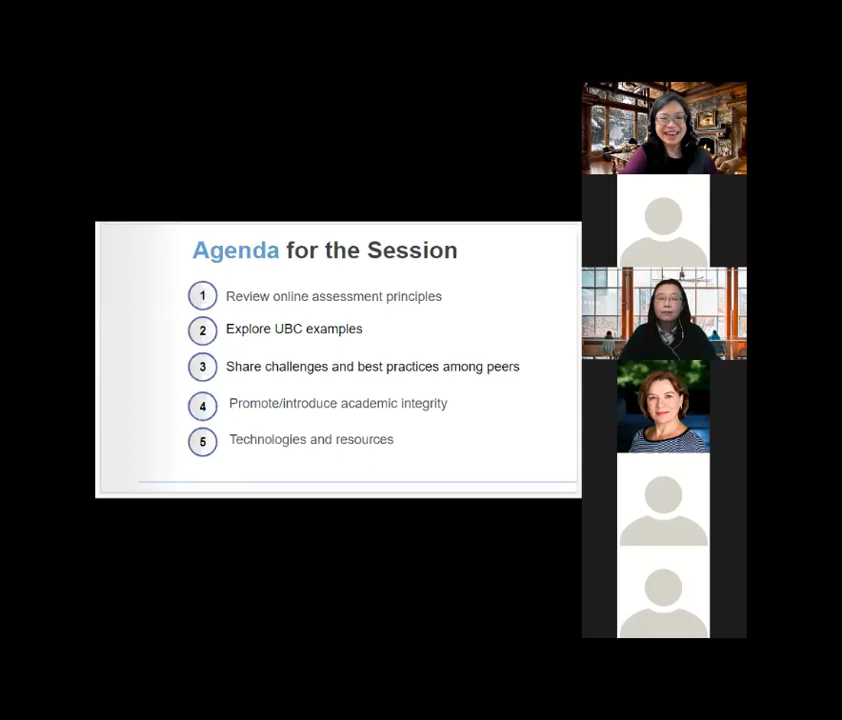 Agenda for the Session
1 Review online assessment principles
2 Explore UBC examples
3 Share challenges and best practices among peers
4 Promote/introduce academic integrity
5 Technologies and resources